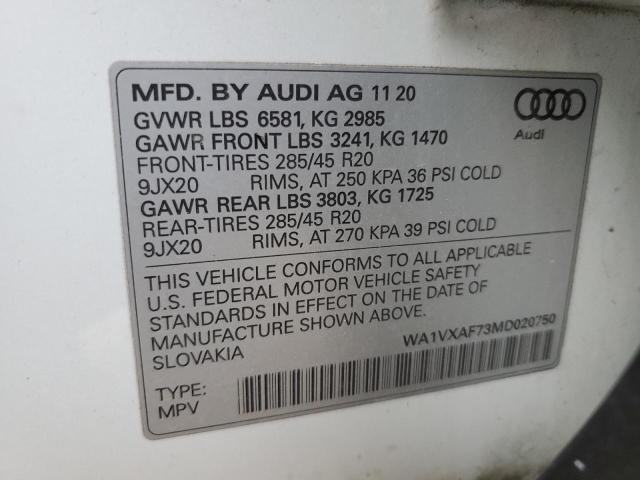 MFD. BY AUDI AG 11 20
GVWR LBS 6581, KG 2985
GAWR FRONT LBS 3241, KG 1470
FRONT-TIRES 285/45 R20
9JX20 RIMS, AT 250 KPA 36 PSI COLD
GAWR REAR LBS 3803, KG 1725
REAR-TIRES 285/45 R20
9JX20 RIMS, AT 270 KPA 39 PSI COLD
Audi
THIS VEHICLE CONFORMS TO ALL APPLICABLE
U.S. FEDERAL MOTOR VEHICLE SAFETY
STANDARDS IN EFFECT ON THE DATE OF
MANUFACTURE SHOWN ABOVE.
SLOVAKIA
WA1VXAF73MD020750
TYPE:
MPV